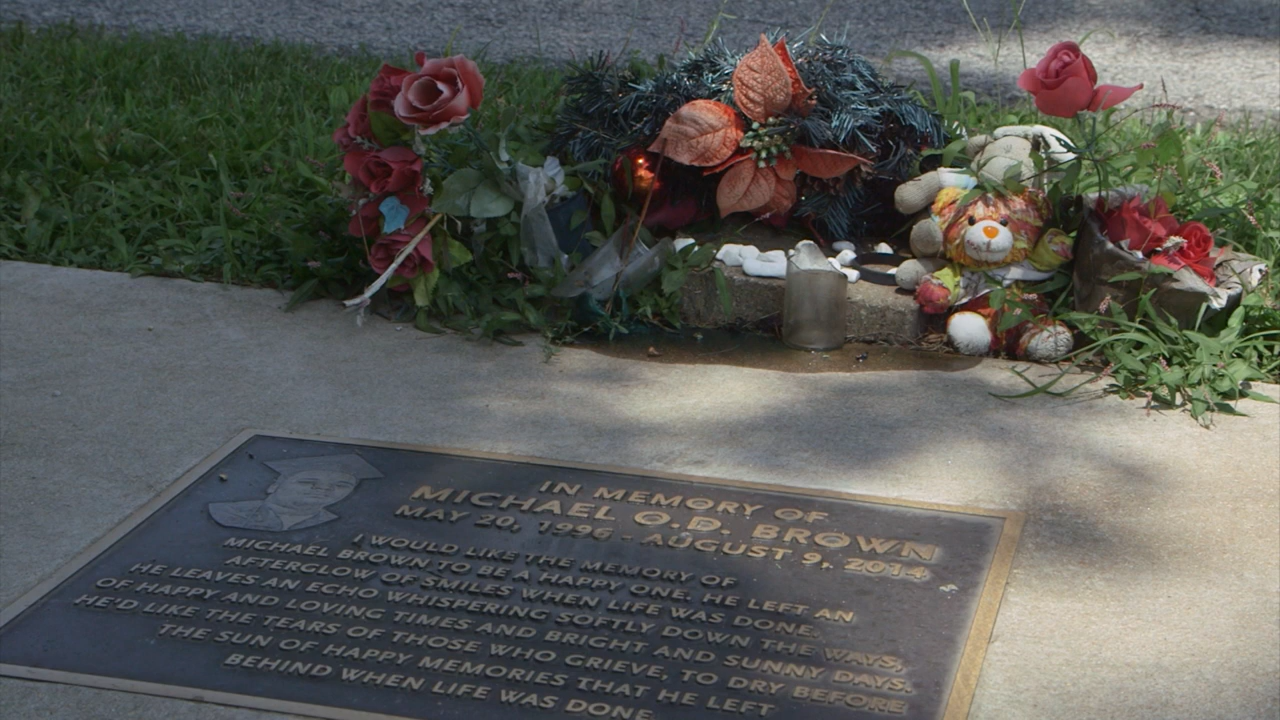 IN MEMORY OF
MICHAEL O.D. BROWN
MAY 20, 1996 - AUGUST 9, 2014
I WOULD LIKE THE MEMORY OF
MICHAEL BROWN TO BE A HAPPY ONE. HE LEFT AN
AFTERGLOW OF SMILES WHEN LIFE WAS DONE.
HE LEAVES AN ECHO WHISPERING SOFTLY DOWN THE WAYS,
OF HAPPY AND LOVING TIMES AND BRIGHT AND SUNNY DAYS.
HE'D LIKE THE TEARS OF THOSE WHO GRIEVE, TO DRY BEFORE
THE SUN OF HAPPY MEMORIES THAT HE LEFT
BEHIND WHEN LIFE WAS DONE